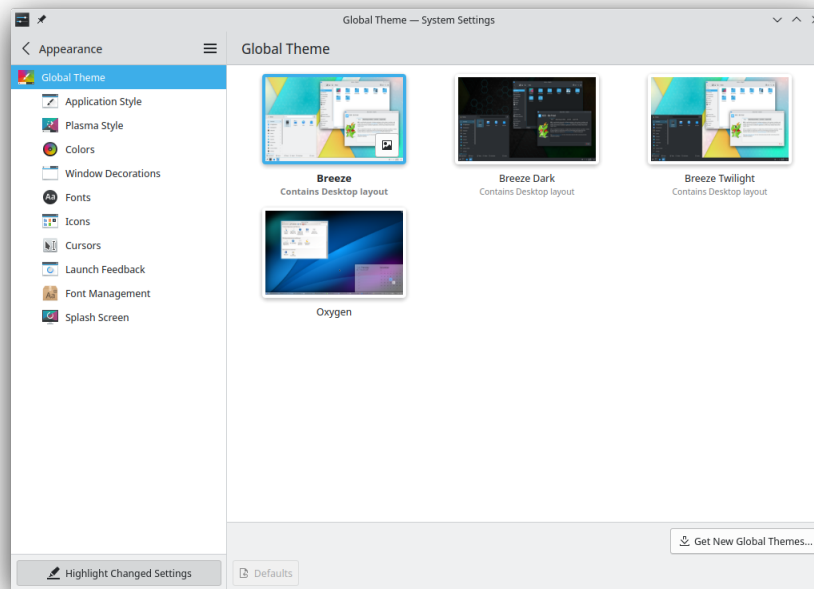 Global Theme — System Settings
Appearance
Global Theme
Global Theme
Application Style
Plasma Style
Colors
Window Decorations
Fonts
Icons
Cursors
Launch Feedback
Font Management
Splash Screen
Breeze
Contains Desktop layout
Breeze Dark
Contains Desktop layout
Breeze Twilight
Contains Desktop layout
Oxygen
Get New Global Themes...
Highlight Changed Settings
Defaults